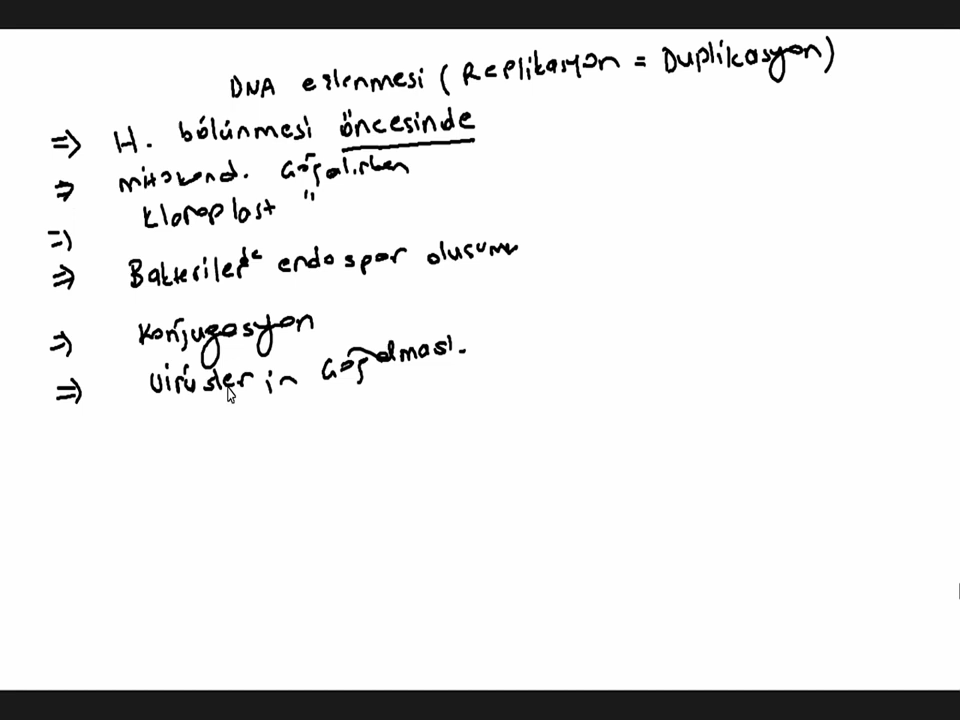 DNA eşlenmesi (Replikasyon = Duplikasyon)
⇒ H. bölünmesi öncesinde
⇒ mitokond. çoğalırken
⇒ kloroplast "
⇒ Bakterilerde endospor oluşumu
⇒ Konjugasyon
⇒ Virüslerin çoğalması.